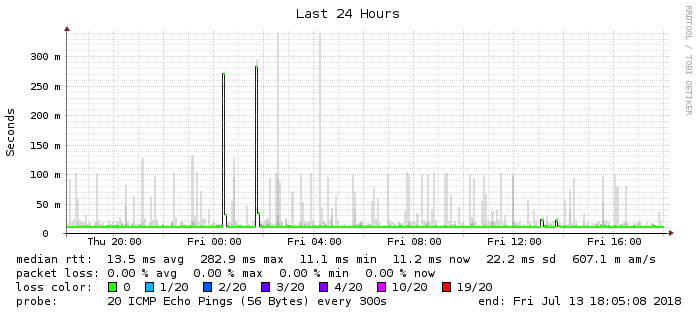 Last 24 Hours
RRDTOOL / TOBI OETIKER
Seconds
300 m
250 m
200 m
150 m
100 m
50 m
0
Thu 20:00 Fri 00:00 Fri 04:00 Fri 08:00 Fri 12:00 Fri 16:00
median rtt: 13.5 ms avg 282.9 ms max 11.1 ms min 11.2 ms now 22.2 ms sd 607.1 m am/s
packet loss: 0.00 % avg 0.00 % max 0.00 % min 0.00 % now
loss color: 0 1/20 2/20 3/20 4/20 10/20 19/20
probe: 20 ICMP Echo Pings (56 Bytes) every 300s end: Fri Jul 13 18:05:08 2018